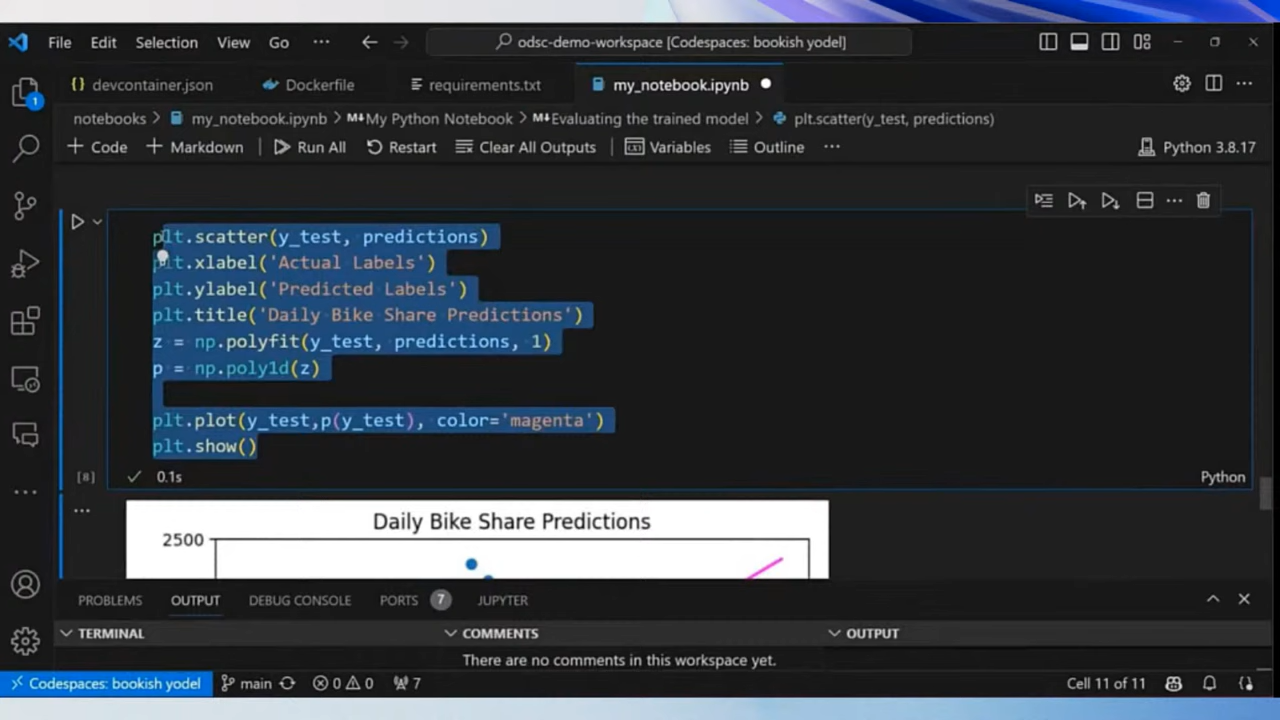 File Edit Selection View Go ··· odsc-demo-workspace [Codespaces: bookish yodel]
1
devcontainer.json Dockerfile requirements.txt my_notebook.ipynb
notebooks > my_notebook.ipynb > M↓My Python Notebook > M↓Evaluating the trained model > plt.scatter(y_test, predictions)
+ Code + Markdown Run All Restart Clear All Outputs Variables Outline ··· Python 3.8.17
plt.scatter(y_test, predictions)
plt.xlabel('Actual Labels')
plt.ylabel('Predicted Labels')
plt.title('Daily Bike Share Predictions')
z = np.polyfit(y_test, predictions, 1)
p = np.poly1d(z)
plt.plot(y_test,p(y_test), color='magenta')
plt.show()
[8] ✓ 0.1s Python
Daily Bike Share Predictions
2500
PROBLEMS OUTPUT DEBUG CONSOLE PORTS 7 JUPYTER
TERMINAL COMMENTS OUTPUT
There are no comments in this workspace yet.
Codespaces: bookish yodel main 0 0 7 Cell 11 of 11